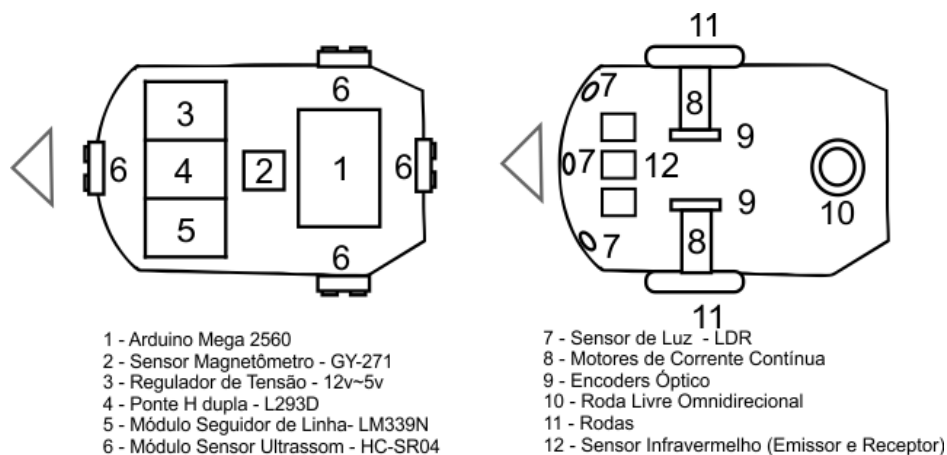 11
6
7
3
8
9
6
4
2
1
6
7
12
10
5
9
6
7
8
11
1 - Arduino Mega 2560
2 - Sensor Magnetômetro - GY-271
3 - Regulador de Tensão - 12v~5v
4 - Ponte H dupla - L293D
5 - Módulo Seguidor de Linha- LM339N
6 - Módulo Sensor Ultrassom - HC-SR04
7 - Sensor de Luz - LDR
8 - Motores de Corrente Contínua
9 - Encoders Óptico
10 - Roda Livre Omnidirecional
11 - Rodas
12 - Sensor Infravermelho (Emissor e Receptor)